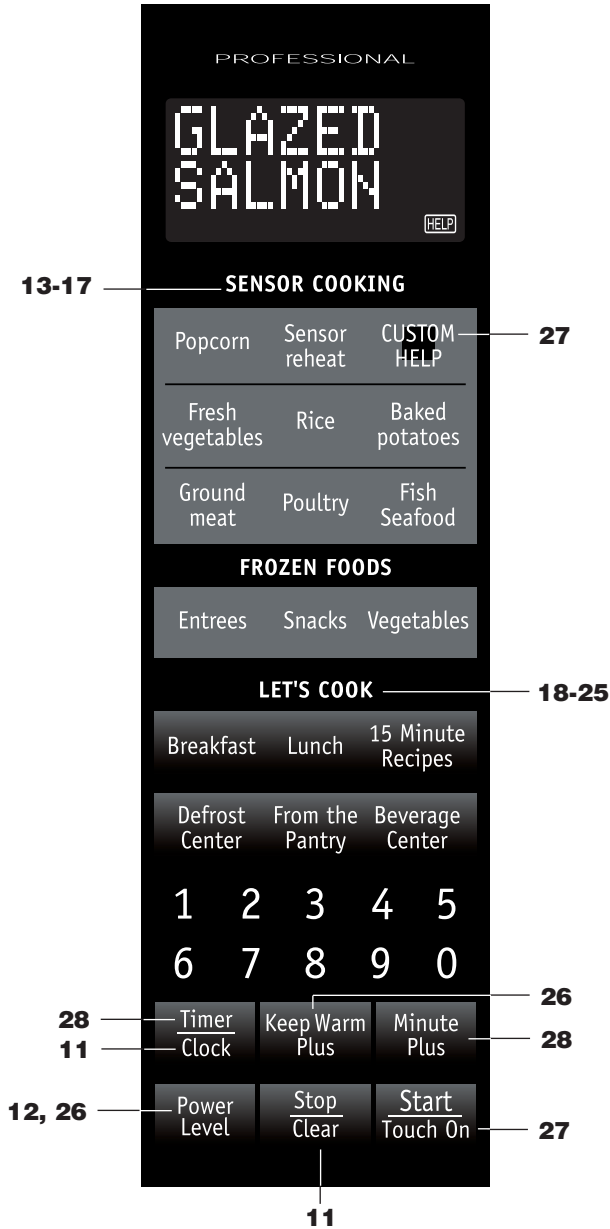 PROFESSIONAL
GLAZED
SALMON
HELP
13-17
SENSOR COOKING
Popcorn
Sensor
reheat
CUSTOM
HELP
27
Fresh
vegetables
Rice
Baked
potatoes
Ground
meat
Poultry
Fish
Seafood
FROZEN FOODS
Entrees
Snacks
Vegetables
LET'S COOK
18-25
Breakfast
Lunch
15 Minute
Recipes
Defrost
Center
From the
Pantry
Beverage
Center
1 2 3 4 5
6 7 8 9 0
26
28
Timer
11
Clock
Keep Warm
Plus
Minute
Plus
28
12, 26
Power
Level
Stop
Clear
Start
Touch On
27
11